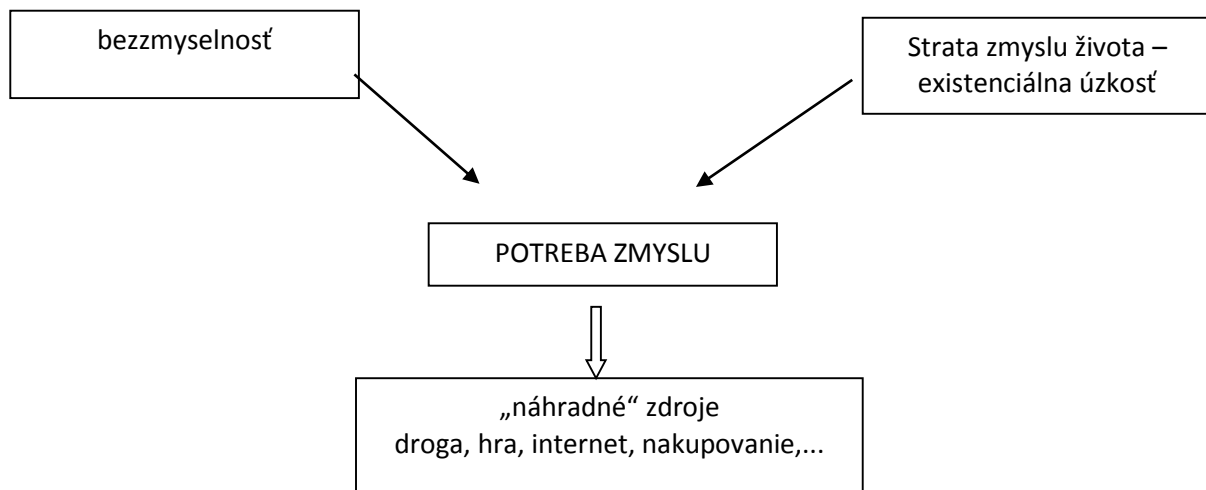 bezzmyselnosť
Strata zmyslu života –
existenciálna úzkosť
POTREBA ZMYSLU
„náhradné“ zdroje
droga, hra, internet, nakupovanie,...